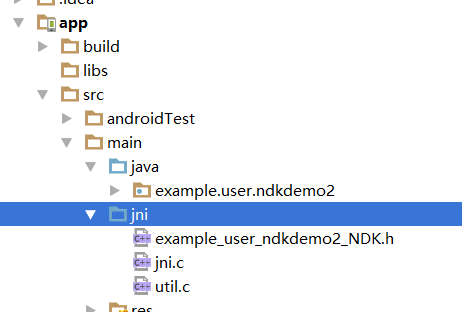 .idea
app
build
libs
src
androidTest
main
java
example.user.ndkdemo2
jni
example_user_ndkdemo2_NDK.h
jni.c
util.c
res